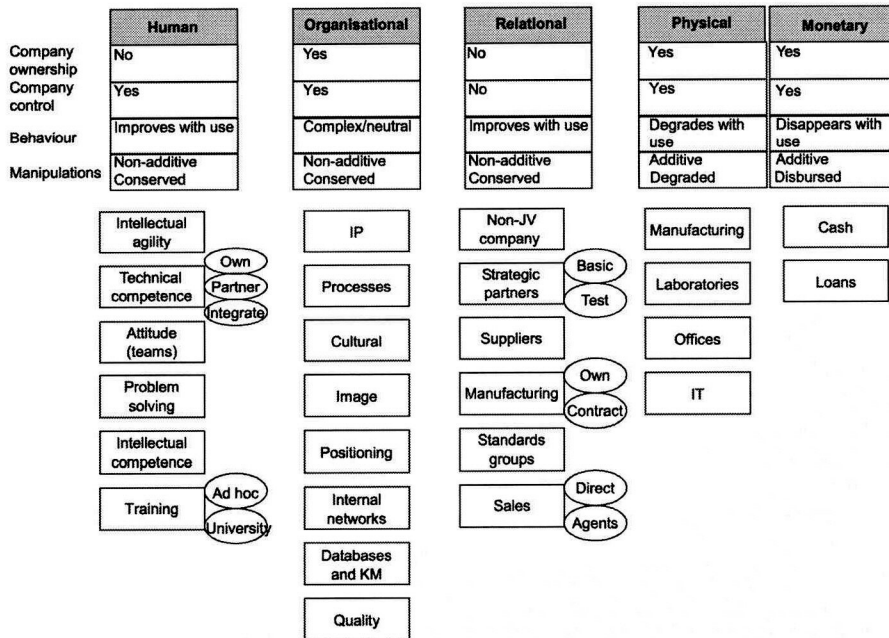 Human
Organisational
Relational
Physical
Monetary
Company
ownership
No
Yes
No
Yes
Yes
Company
control
Yes
Yes
No
Yes
Yes
Behaviour
Improves with use
Complex/neutral
Improves with use
Degrades with
use
Disappears with
use
Manipulations
Non-additive
Conserved
Non-additive
Conserved
Non-additive
Conserved
Additive
Degraded
Additive
Disbursed
Intellectual
agility
Technical
competence
Own
Partner
Integrate
Attitude
(teams)
Problem
solving
Intellectual
competence
Training
Ad hoc
University
IP
Processes
Cultural
Image
Positioning
Internal
networks
Databases
and KM
Quality
Non-JV
company
Strategic
partners
Basic
Test
Suppliers
Manufacturing
Own
Contract
Standards
groups
Sales
Direct
Agents
Manufacturing
Laboratories
Offices
IT
Cash
Loans